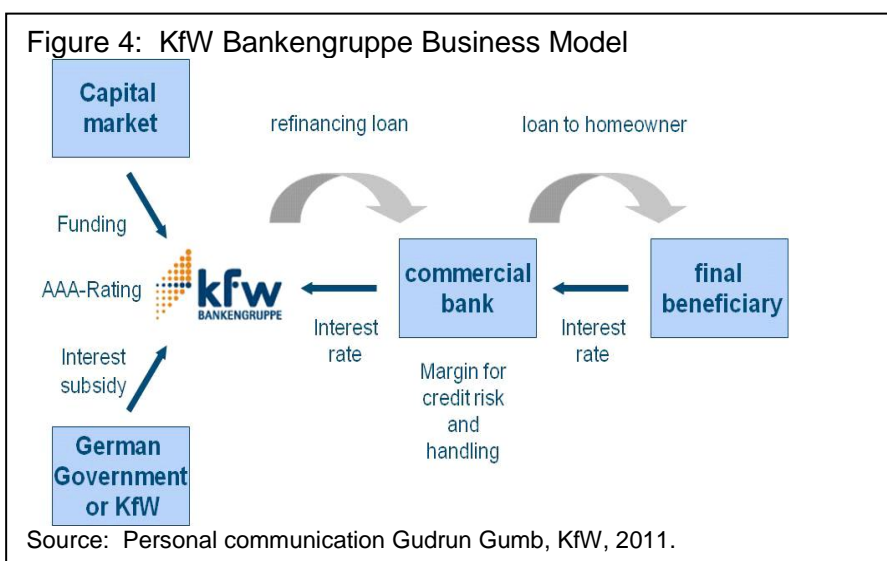 Figure 4:  KfW Bankengruppe Business Model
Capital
market
refinancing loan
loan to homeowner
Funding
AAA-Rating
kfw
BANKENGRUPPE
commercial
bank
final
beneficiary
Interest
rate
Interest
rate
Interest
subsidy
Margin for
credit risk
and
handling
German
Government
or KfW
Source:  Personal communication Gudrun Gumb, KfW, 2011.